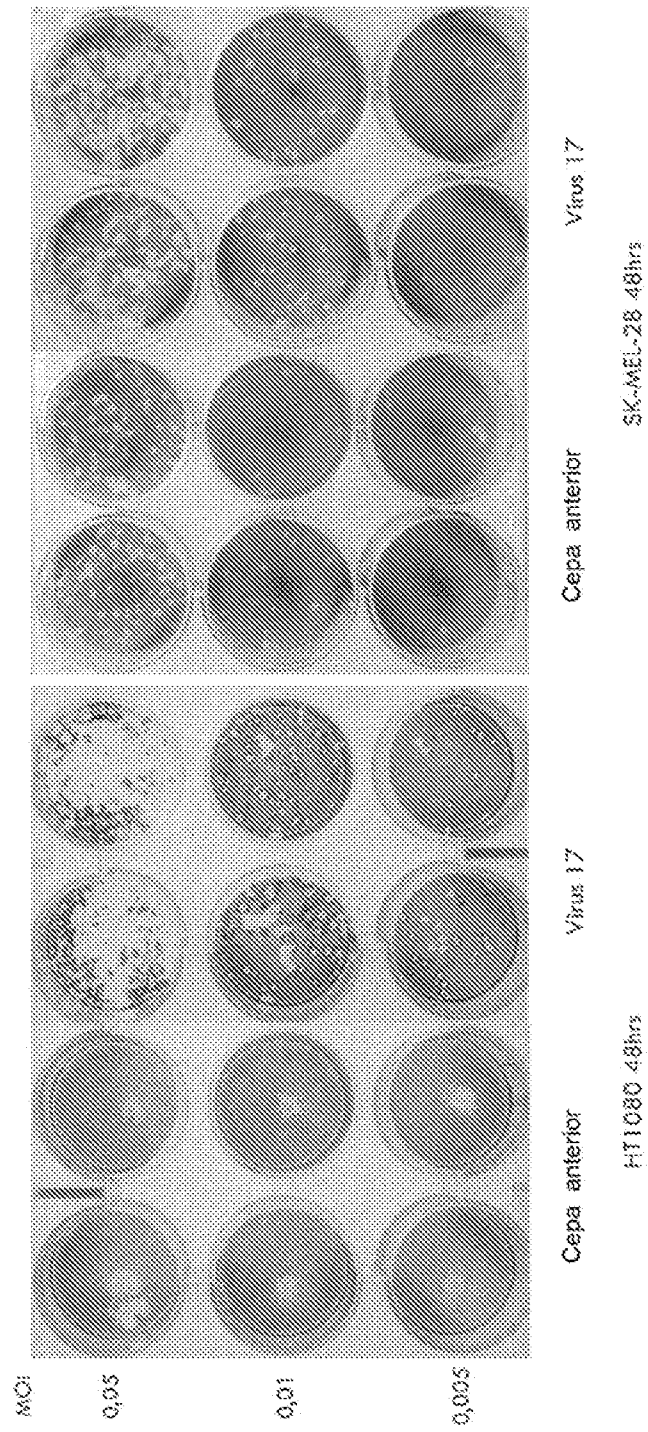 MOI
0,05
0,01
0,005
Cepa anterior
Virus 17
Cepa anterior
Virus 17
HT1080 48hrs
SK-MEL-28 48hrs